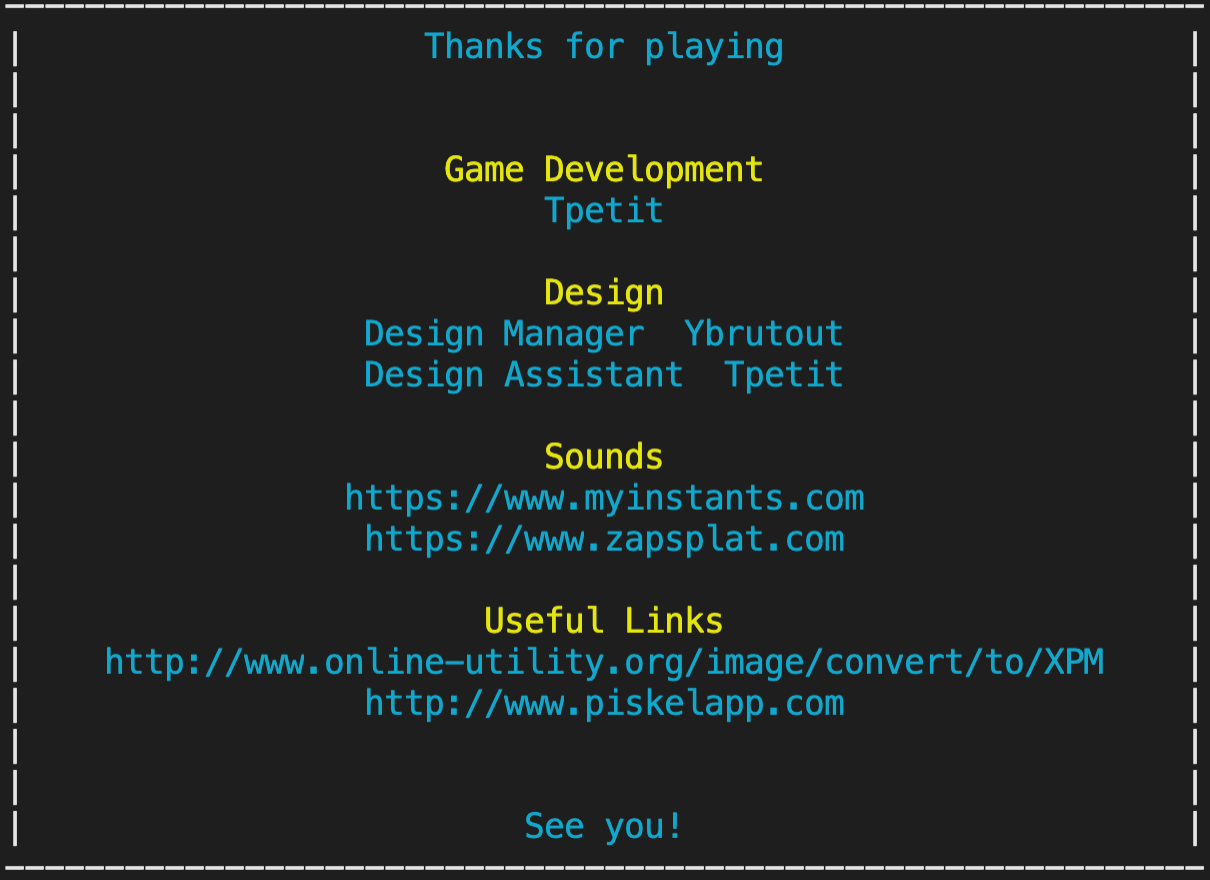 Thanks for playing
Game Development
Tpetit
Design
Design Manager  Ybrutout
Design Assistant  Tpetit
Sounds
https://www.myinstants.com
https://www.zapsplat.com
Useful Links
http://www.online-utility.org/image/convert/to/XPM
http://www.piskelapp.com
See you!